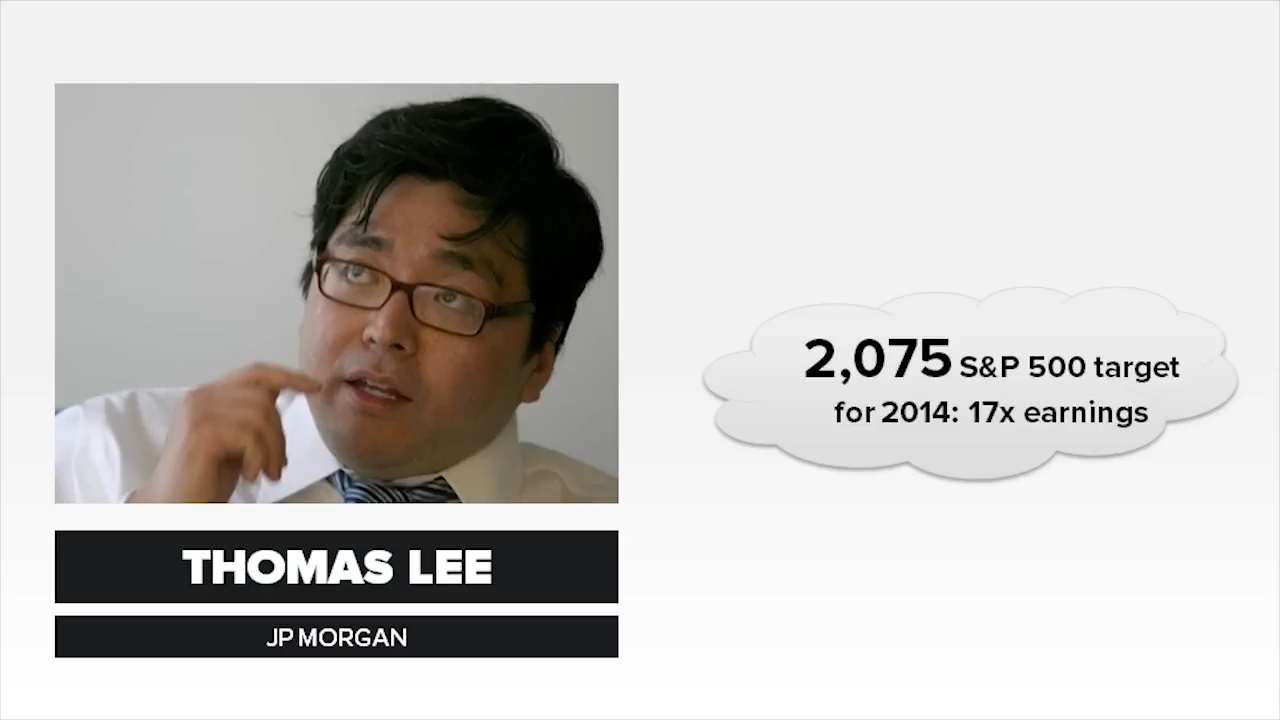 2,075 S&P 500 target
for 2014: 17x earnings
THOMAS LEE
JP MORGAN